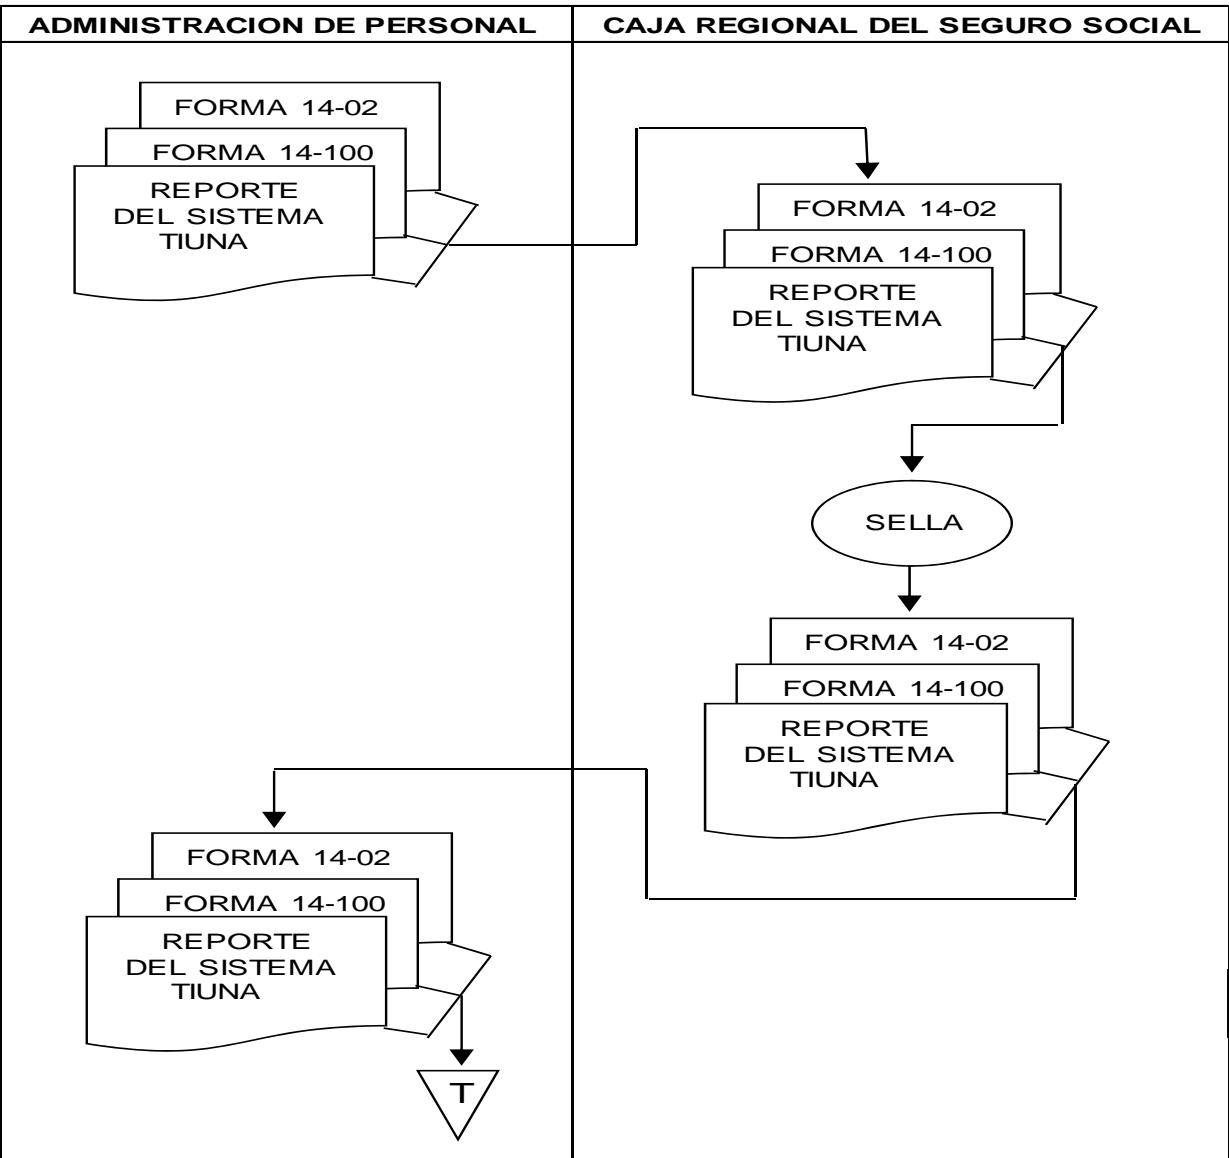 ADMINISTRACION DE PERSONAL
CAJA REGIONAL DEL SEGURO SOCIAL
FORMA 14-02
FORMA 14-100
REPORTE
DEL SISTEMA
TIUNA
FORMA 14-02
FORMA 14-100
REPORTE
DEL SISTEMA
TIUNA
SELLA
FORMA 14-02
FORMA 14-100
REPORTE
DEL SISTEMA
TIUNA
FORMA 14-02
FORMA 14-100
REPORTE
DEL SISTEMA
TIUNA
T